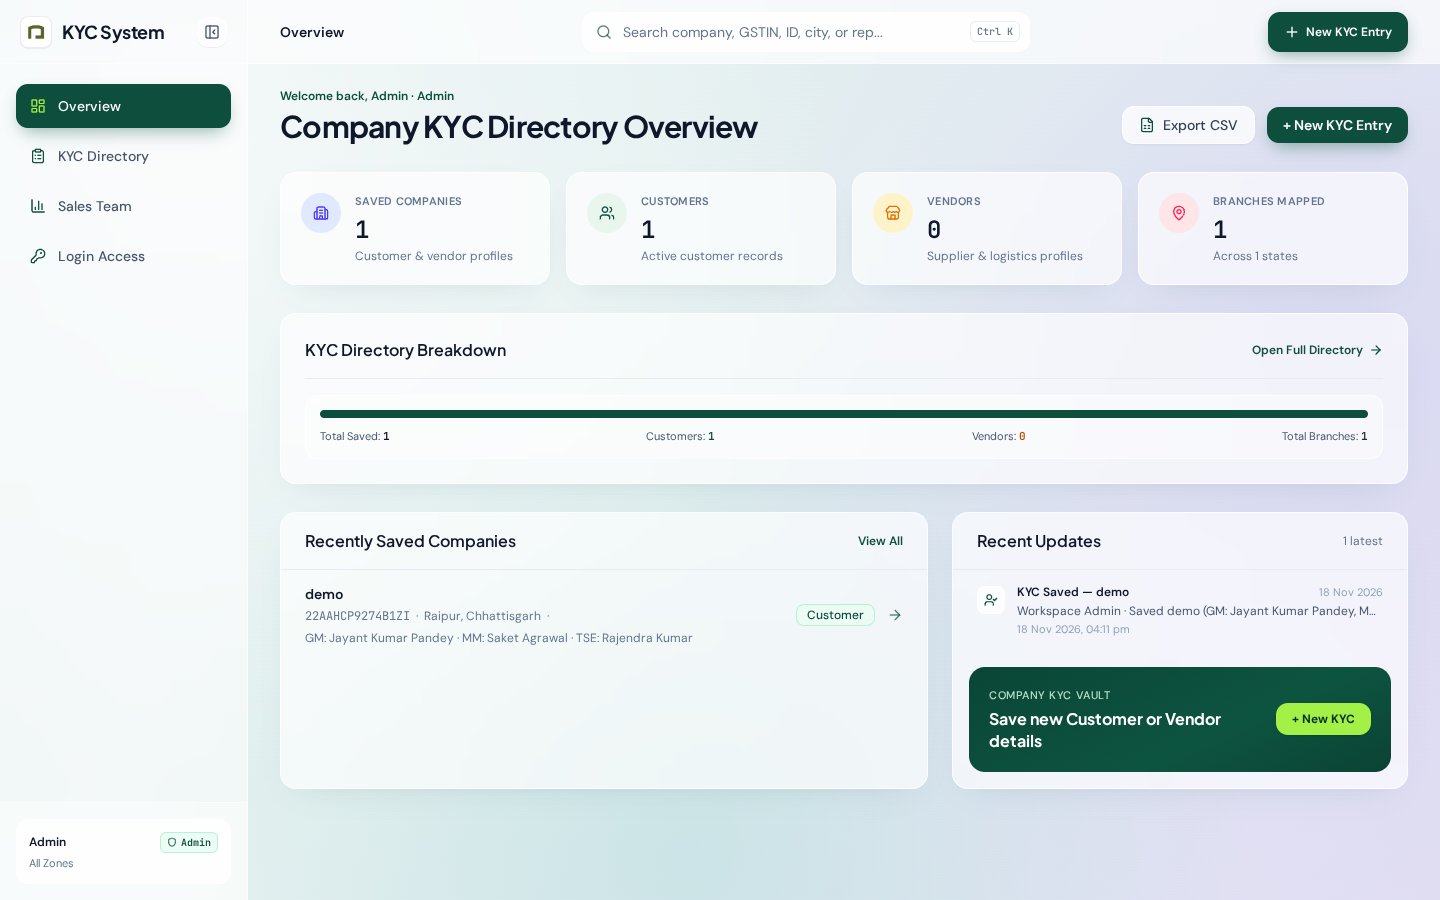 KYC System
Overview
Search company, GSTIN, ID, city, or rep...
Ctrl K
+ New KYC Entry
Overview
KYC Directory
Sales Team
Login Access
Welcome back, Admin · Admin
Company KYC Directory Overview
Export CSV
+ New KYC Entry
SAVED COMPANIES
1
Customer & vendor profiles
CUSTOMERS
1
Active customer records
VENDORS
0
Supplier & logistics profiles
BRANCHES MAPPED
1
Across 1 states
KYC Directory Breakdown
Open Full Directory →
Total Saved: 1
Customers: 1
Vendors: 0
Total Branches: 1
Recently Saved Companies
View All
demo
22AAHCP9274B1ZI · Raipur, Chhattisgarh ·
GM: Jayant Kumar Pandey · MM: Saket Agrawal · TSE: Rajendra Kumar
Customer
Recent Updates
1 latest
KYC Saved — demo
18 Nov 2026
Workspace Admin · Saved demo (GM: Jayant Kumar Pandey, M...
18 Nov 2026, 04:11 pm
COMPANY KYC VAULT
Save new Customer or Vendor
details
+ New KYC
Admin
Admin
All Zones